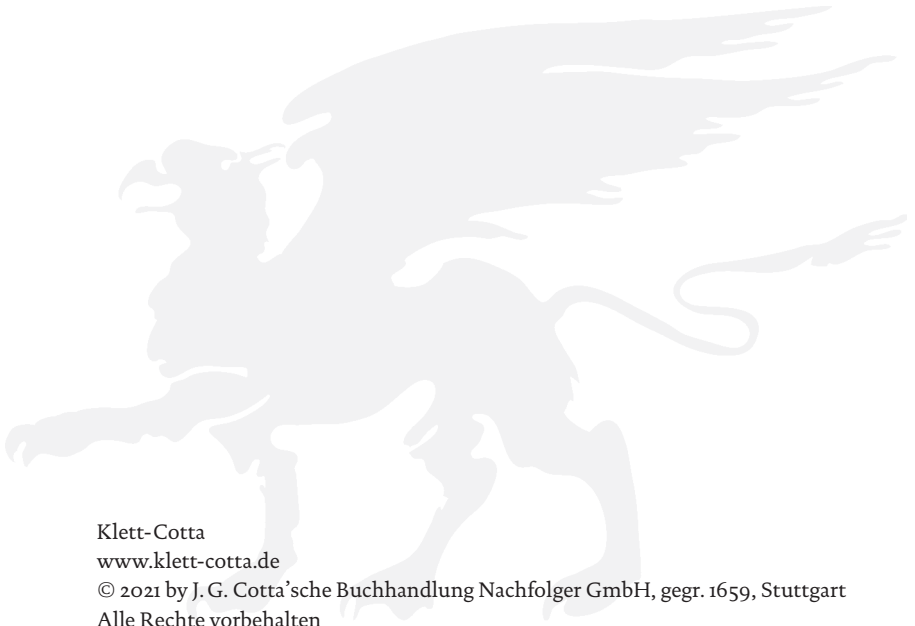 Klett-Cotta
www.klett-cotta.de
© 2021 by J. G. Cotta’sche Buchhandlung Nachfolger GmbH, gegr. 1659, Stuttgart
Alle Rechte vorbehalten